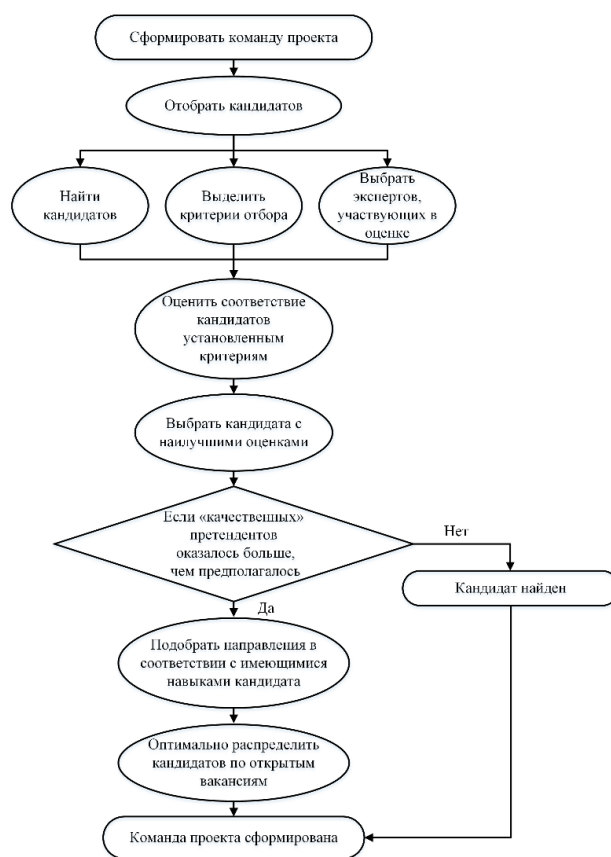 Сформировать команду проекта
Отобрать кандидатов
Найти
кандидатов
Выделить
критерии отбора
Выбрать
экспертов,
участвующих в
оценке
Оценить соответствие
кандидатов
установленным
критериям
Выбрать кандидата с
наилучшими оценками
Если «качественных»
претендентов
оказалось больше,
чем предполагалось
Нет
Кандидат найден
Да
Подобрать направления в
соответствии с имеющимися
навыками кандидата
Оптимально распределить
кандидатов по открытым
вакансиям
Команда проекта сформирована